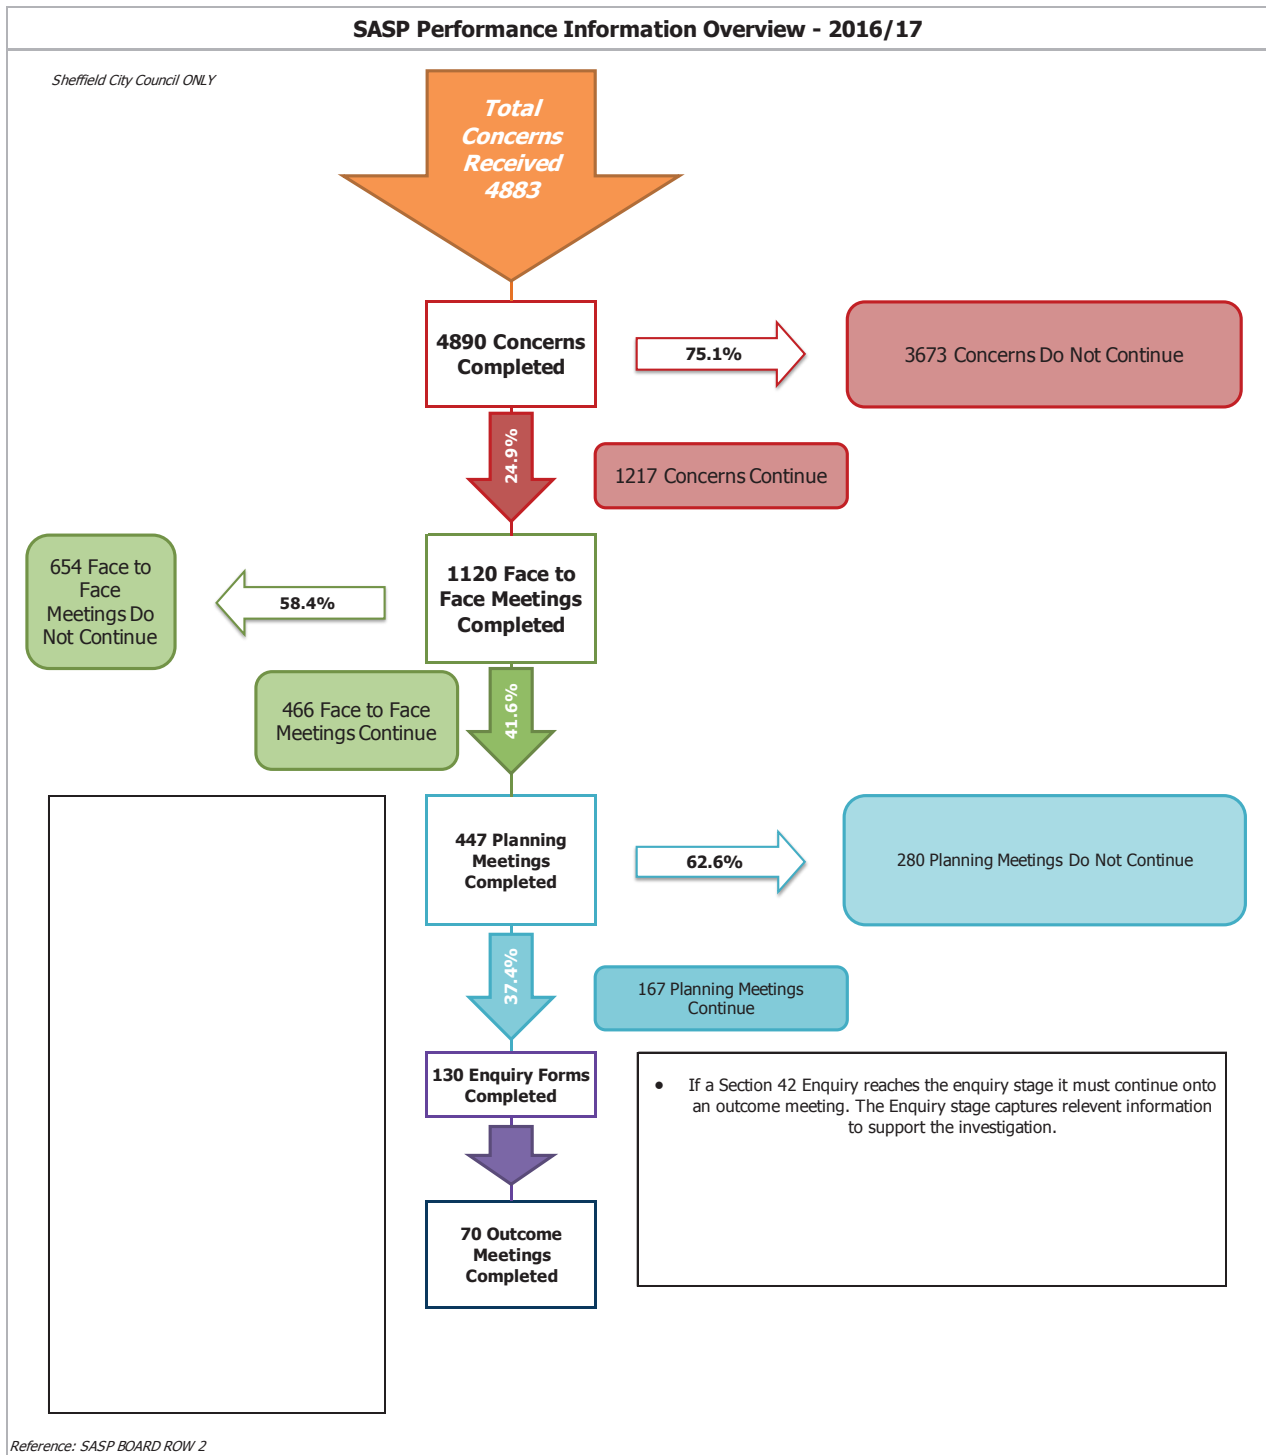 SASP Performance Information Overview - 2016/17
Sheffield City Council ONLY
Total
Concerns
Received
4883
4890 Concerns
Completed
75.1%
3673 Concerns Do Not Continue
24.9%
1217 Concerns Continue
654 Face to
Face
Meetings Do
Not Continue
58.4%
1120 Face to
Face Meetings
Completed
466 Face to Face
Meetings Continue
41.6%
447 Planning
Meetings
Completed
62.6%
280 Planning Meetings Do Not Continue
37.4%
167 Planning Meetings
Continue
130 Enquiry Forms
Completed
• If a Section 42 Enquiry reaches the enquiry stage it must continue onto
an outcome meeting. The Enquiry stage captures relevent information
to support the investigation.
70 Outcome
Meetings
Completed
Reference: SASP BOARD ROW 2